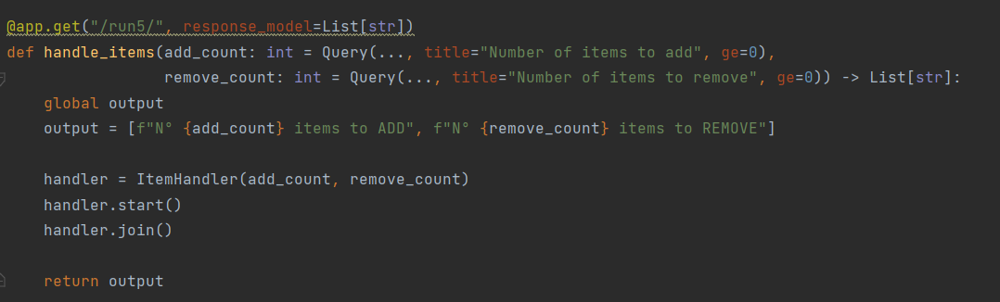 @app.get("/run5/", response_model=List[str])
def handle_items(add_count: int = Query(..., title="Number of items to add", ge=0),
                 remove_count: int = Query(..., title="Number of items to remove", ge=0)) -> List[str]:
    global output
    output = [f"N° {add_count} items to ADD", f"N° {remove_count} items to REMOVE"]

    handler = ItemHandler(add_count, remove_count)
    handler.start()
    handler.join()

    return output